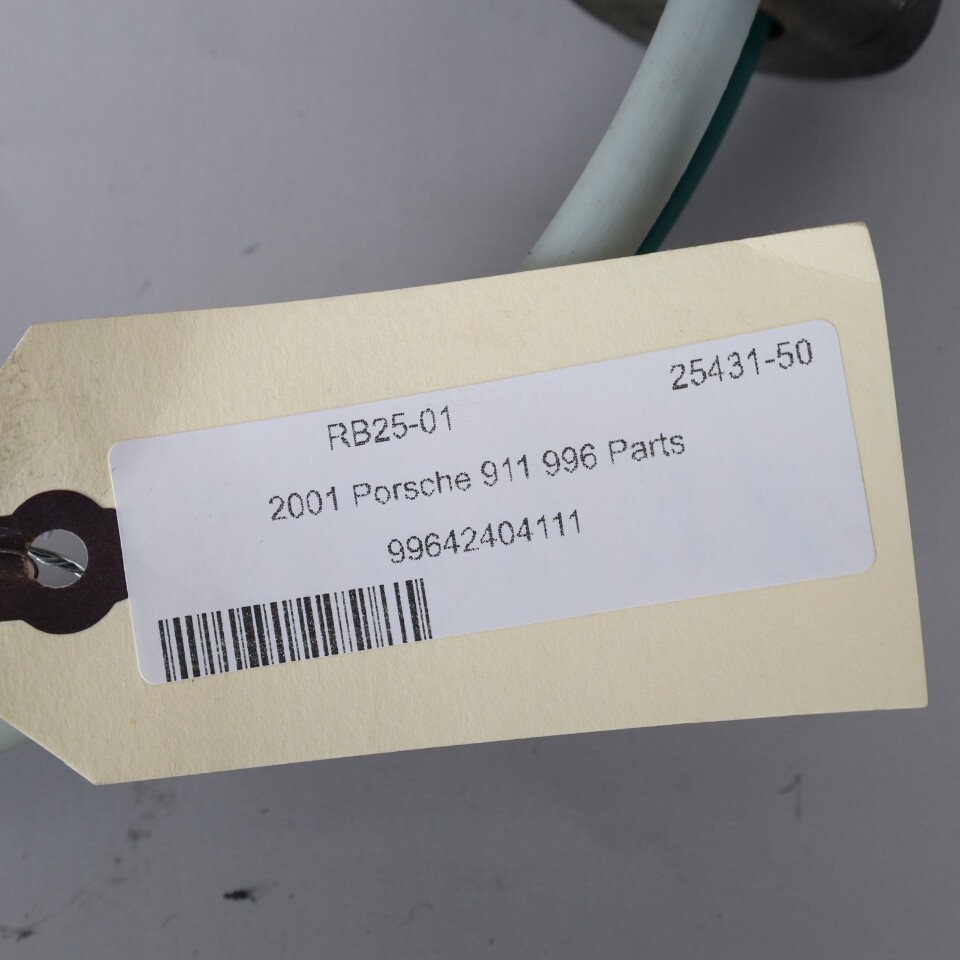 25431-50
RB25-01
2001 Porsche 911 996 Parts
99642404111